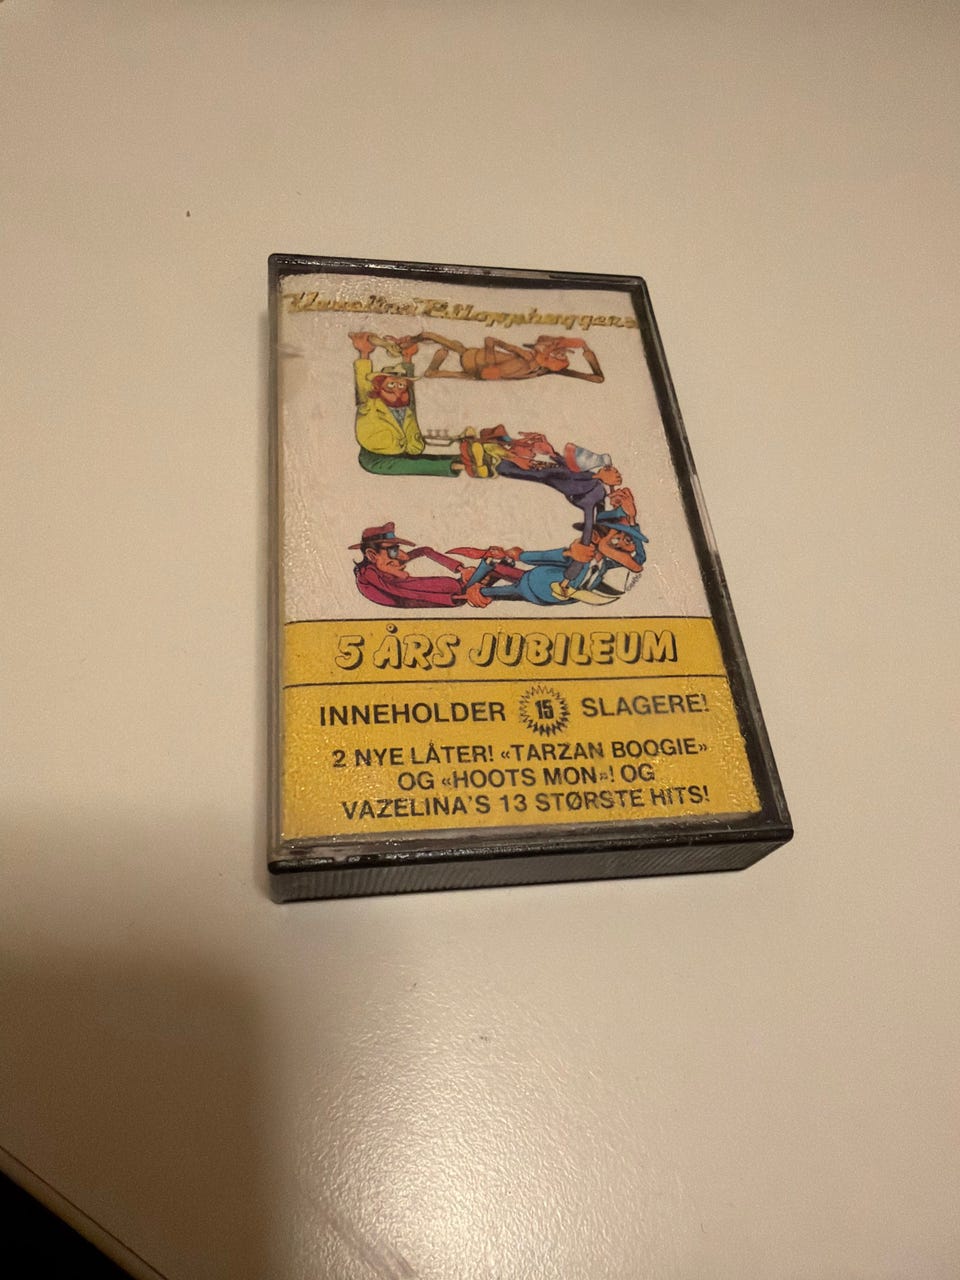 Vazelina Bilopphøggers
5 ÅRS JUBILEUM
INNEHOLDER 15 SLAGERE!
2 NYE LÅTER! «TARZAN BOOGIE»
OG «HOOTS MON»! OG
VAZELINA'S 13 STØRSTE HITS!